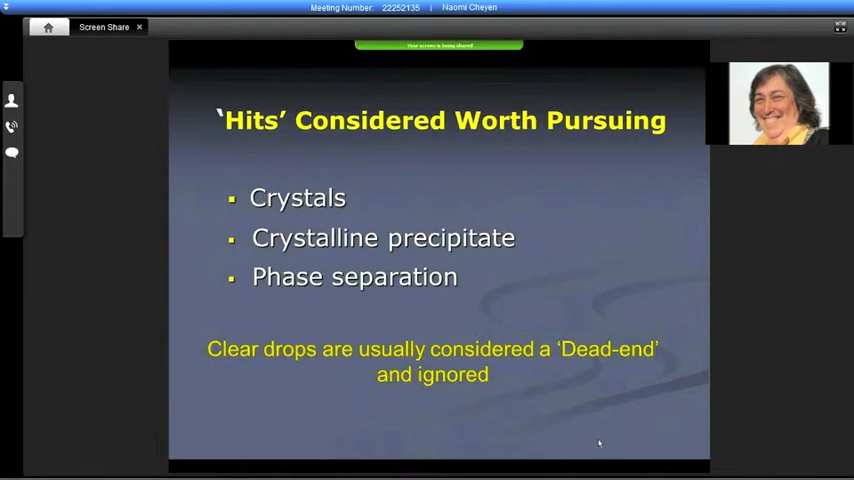 Meeting Number: 22252135 | Naomi Cheyen
Screen Share ×
Your screen is being shared
‘Hits’ Considered Worth Pursuing
▪ Crystals
▪ Crystalline precipitate
▪ Phase separation
Clear drops are usually considered a ‘Dead-end’
and ignored